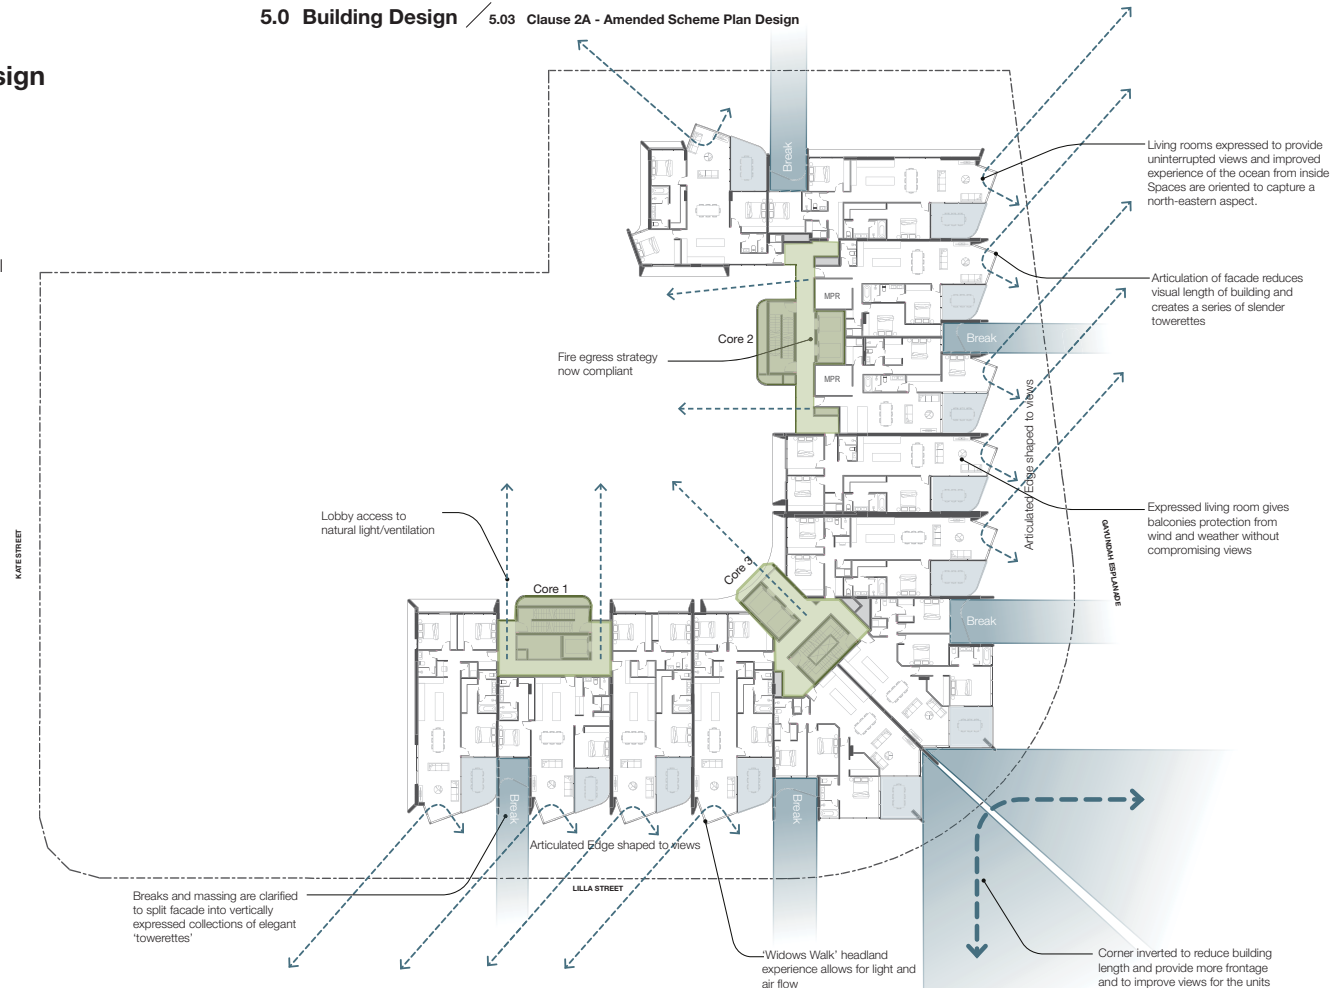 5.0 Building Design / 5.03 Clause 2A - Amended Scheme Plan Design
sign
Break
Living rooms expressed to provide
uninterrupted views and improved
experience of the ocean from inside
Spaces are oriented to capture a
north-eastern aspect.
Articulation of facade reduces
visual length of building and
creates a series of slender
towerettes
MPR
Core 2
Break
Fire egress strategy
now compliant
MPR
Articulated Edge shaped to views
Lobby access to
natural light/ventilation
Expressed living room gives
balconies protection from
wind and weather without
compromising views
KATE STREET
GAYUNDAH ESPLANADE
Core 3
Core 1
Break
Break
Break
Articulated Edge shaped to views
LILLA STREET
Breaks and massing are clarified
to split facade into vertically
expressed collections of elegant
‘towerettes’
‘Widows Walk’ headland
experience allows for light and
air flow
Corner inverted to reduce building
length and provide more frontage
and to improve views for the units